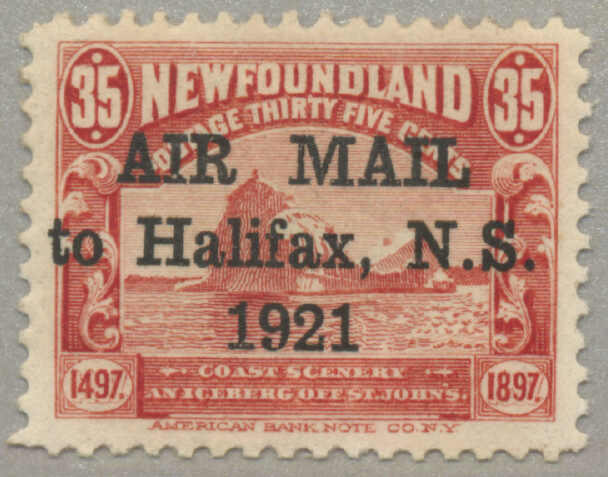 35 NEWFOUNDLAND 35
POSTAGE THIRTY FIVE CENTS
AIR MAIL
to Halifax, N.S.
1921
1497. COAST SCENERY 1897.
AN ICEBERG OFF ST. JOHN'S.
AMERICAN BANK NOTE CO. N.Y